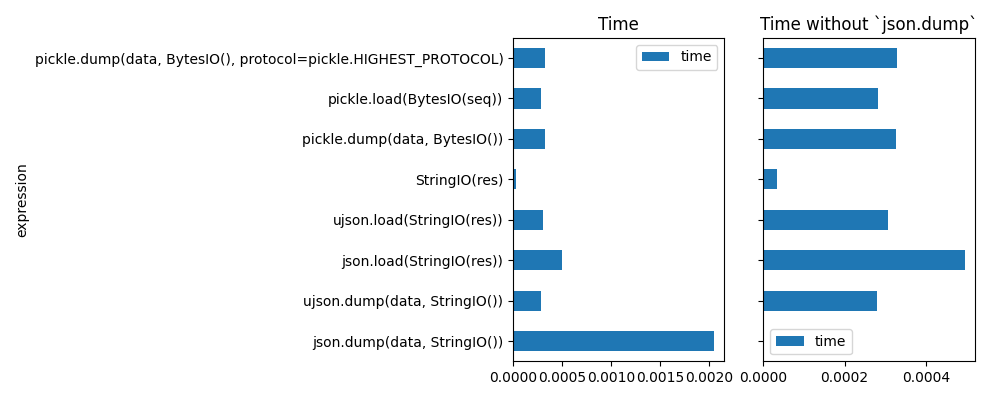 Time
Time without `json.dump`
pickle.dump(data, BytesIO(), protocol=pickle.HIGHEST_PROTOCOL)
time
pickle.load(BytesIO(seq))
pickle.dump(data, BytesIO())
StringIO(res)
expression
ujson.load(StringIO(res))
json.load(StringIO(res))
ujson.dump(data, StringIO())
json.dump(data, StringIO())
time
0.0000 0.0005 0.0010 0.0015 0.0020
0.0000 0.0002 0.0004